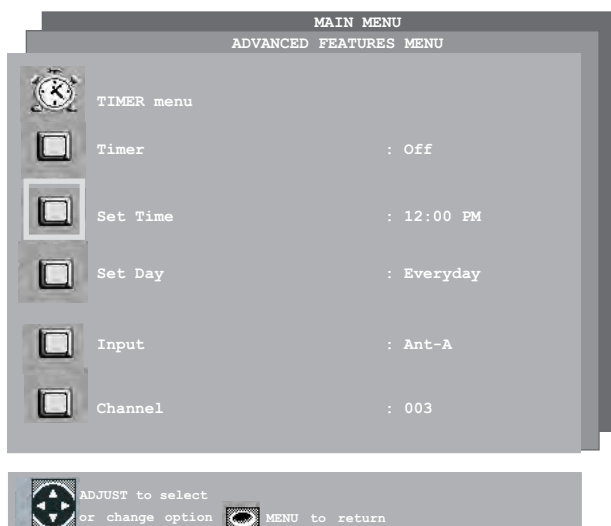 MAIN MENU
ADVANCED FEATURES MENU
TIMER menu
Timer : Off
Set Time : 12:00 PM
Set Day : Everyday
Input : Ant-A
Channel : 003
ADJUST to select
or change option MENU to return